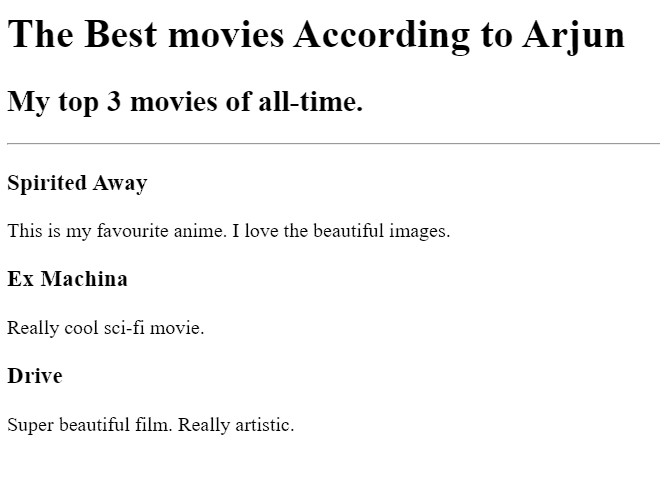 The Best movies According to Arjun
My top 3 movies of all-time.
Spirited Away
This is my favourite anime. I love the beautiful images.
Ex Machina
Really cool sci-fi movie.
Drive
Super beautiful film. Really artistic.